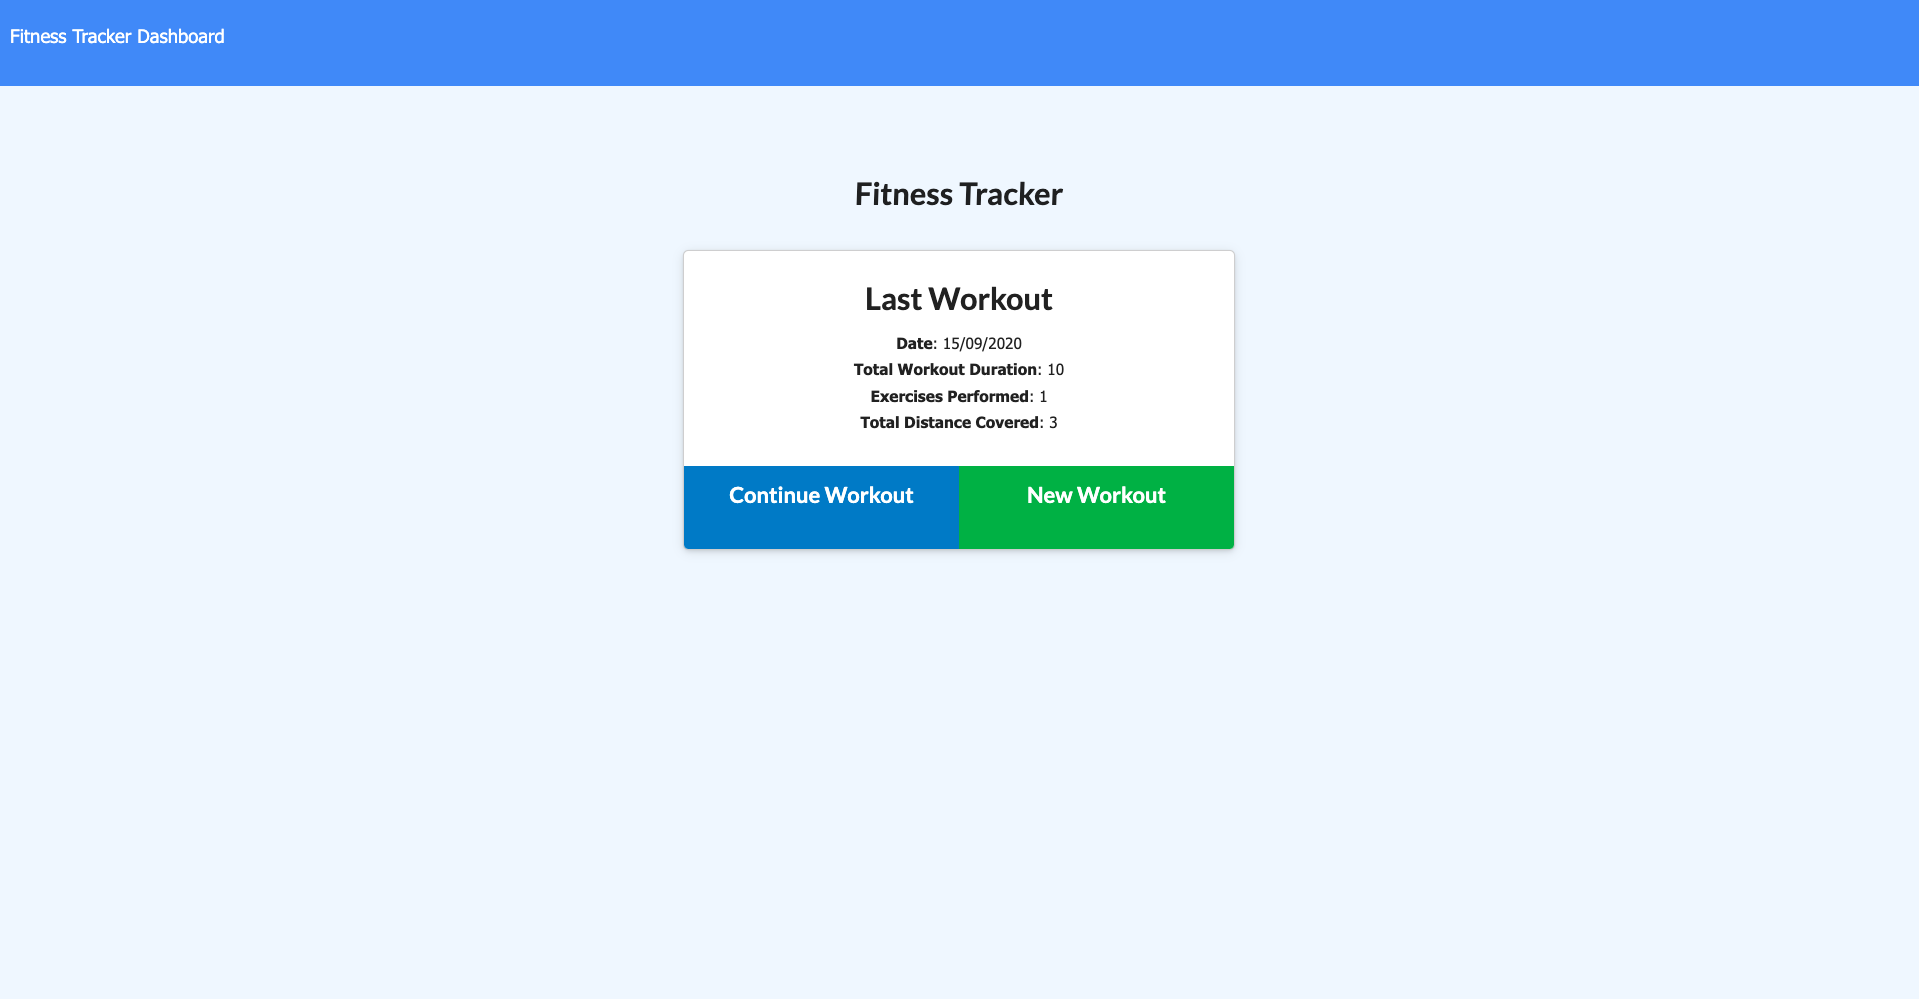 Fitness Tracker Dashboard
Fitness Tracker
Last Workout
Date: 15/09/2020
Total Workout Duration: 10
Exercises Performed: 1
Total Distance Covered: 3
Continue Workout
New Workout